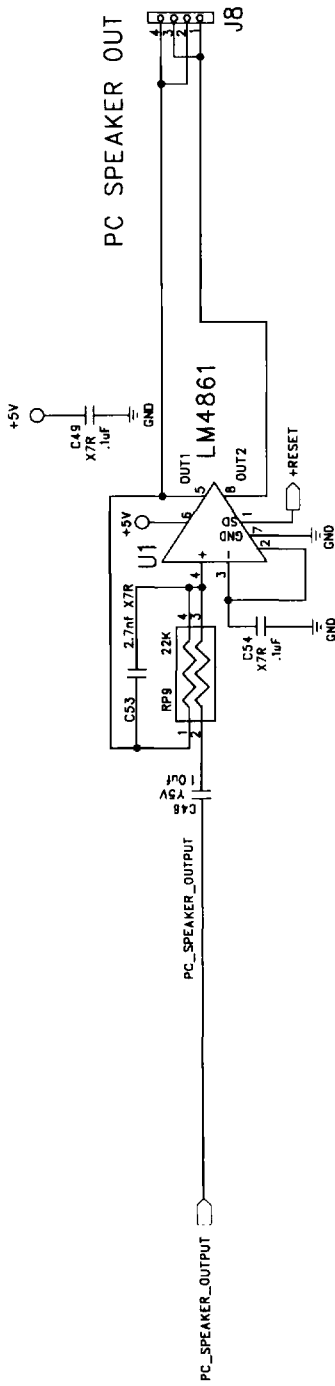 PC_SPEAKER_OUTPUT
PC_SPEAKER_OUTPUT
C48
Y5V
1.0uf
RP9
22K
1
2
4
3
C53
2.7nf X7R
U1
+5V
4
+
3
-
6
5
OUT1
8
OUT2
1
SD
7
GND
2
LM4861
C54
X7R
.1uF
GND
GND
+RESET
+5V
C49
X7R
.1uF
GND
PC SPEAKER OUT
4
3
2
1
J8